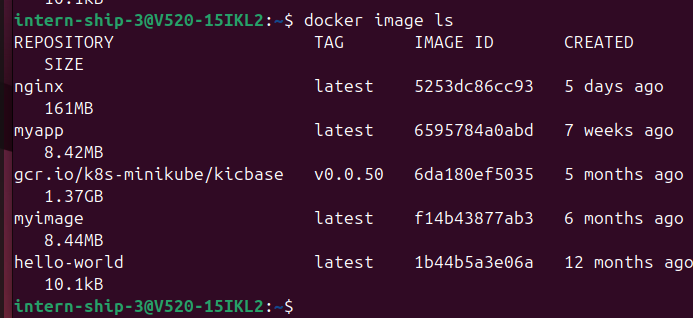 intern-ship-3@V520-15IKL2:~$ docker image ls
REPOSITORY TAG IMAGE ID CREATED
SIZE
nginx latest 5253dc86cc93 5 days ago
161MB
myapp latest 6595784a0abd 7 weeks ago
8.42MB
gcr.io/k8s-minikube/kicbase v0.0.50 6da180ef5035 5 months ago
1.37GB
myimage latest f14b43877ab3 6 months ago
8.44MB
hello-world latest 1b44b5a3e06a 12 months ago
10.1kB
intern-ship-3@V520-15IKL2:~$